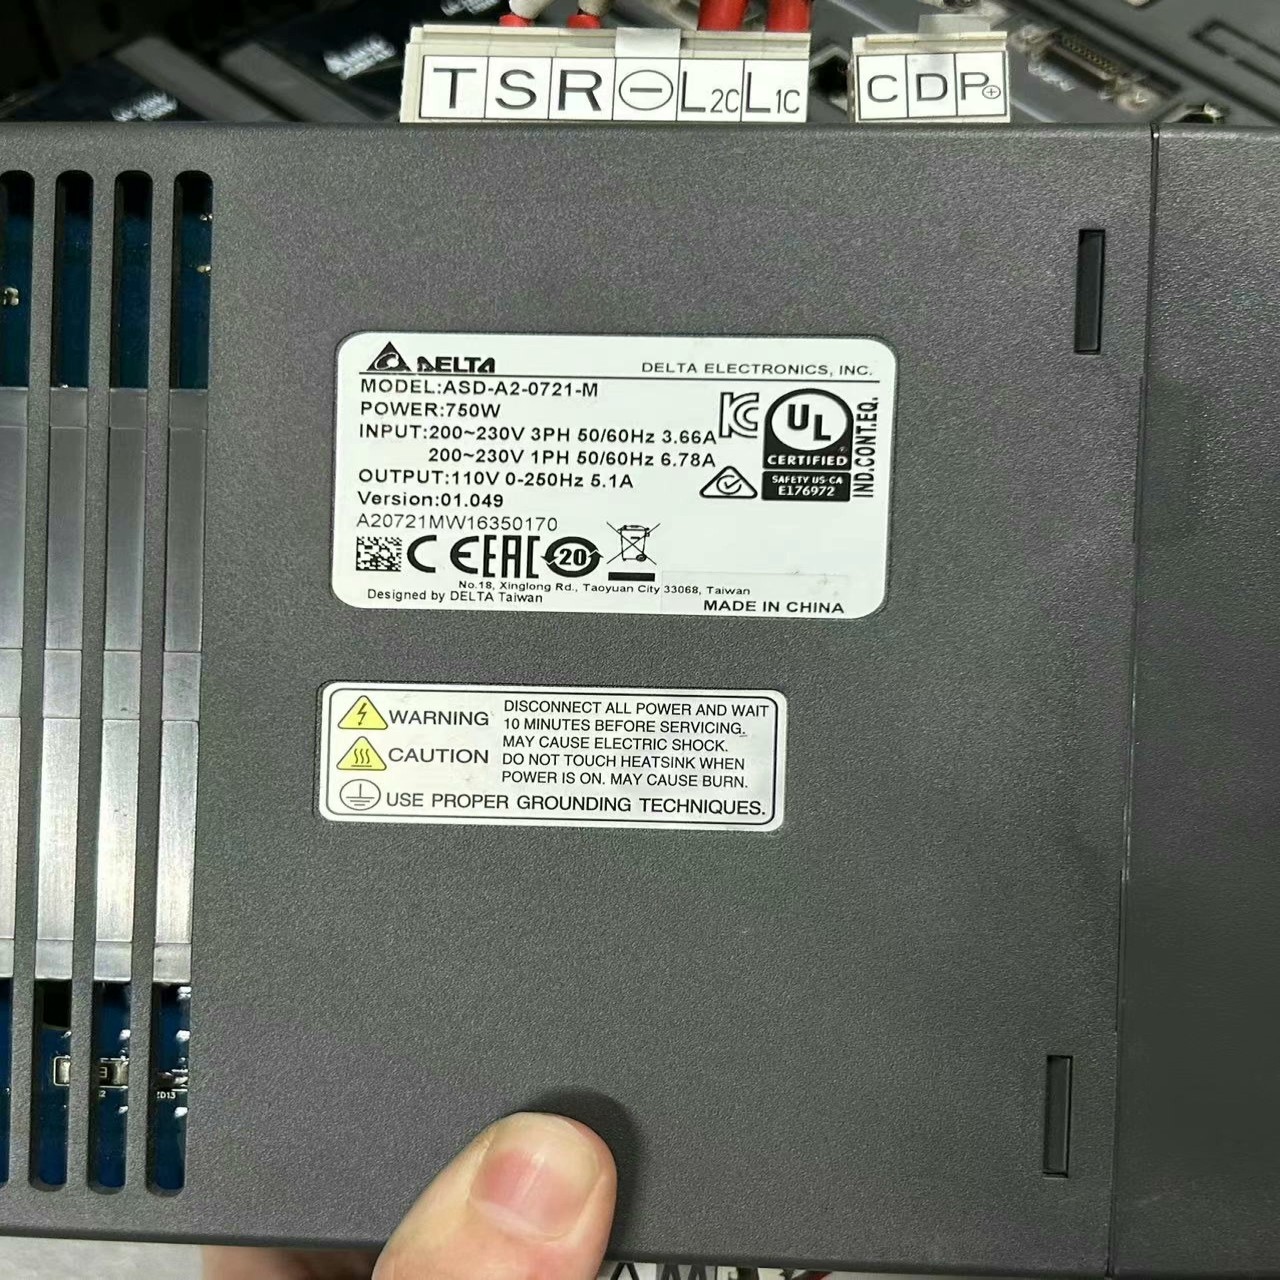 T S R ⊖ L2C L1C
C D P⊕
DELTA
DELTA ELECTRONICS, INC.
MODEL:ASD-A2-0721-M
POWER:750W
INPUT:200~230V 3PH 50/60Hz 3.66A
200~230V 1PH 50/60Hz 6.78A
OUTPUT:110V 0-250Hz 5.1A
Version:01.049
A20721MW16350170
KC
UL
CERTIFIED
SAFETY US-CA
E176972
IND.CONT.EQ.
CE EAC 20
No.18, Xinglong Rd., Taoyuan City 33068, Taiwan
Designed by DELTA Taiwan
MADE IN CHINA
WARNING
DISCONNECT ALL POWER AND WAIT
10 MINUTES BEFORE SERVICING.
MAY CAUSE ELECTRIC SHOCK.
CAUTION
DO NOT TOUCH HEATSINK WHEN
POWER IS ON. MAY CAUSE BURN.
USE PROPER GROUNDING TECHNIQUES.